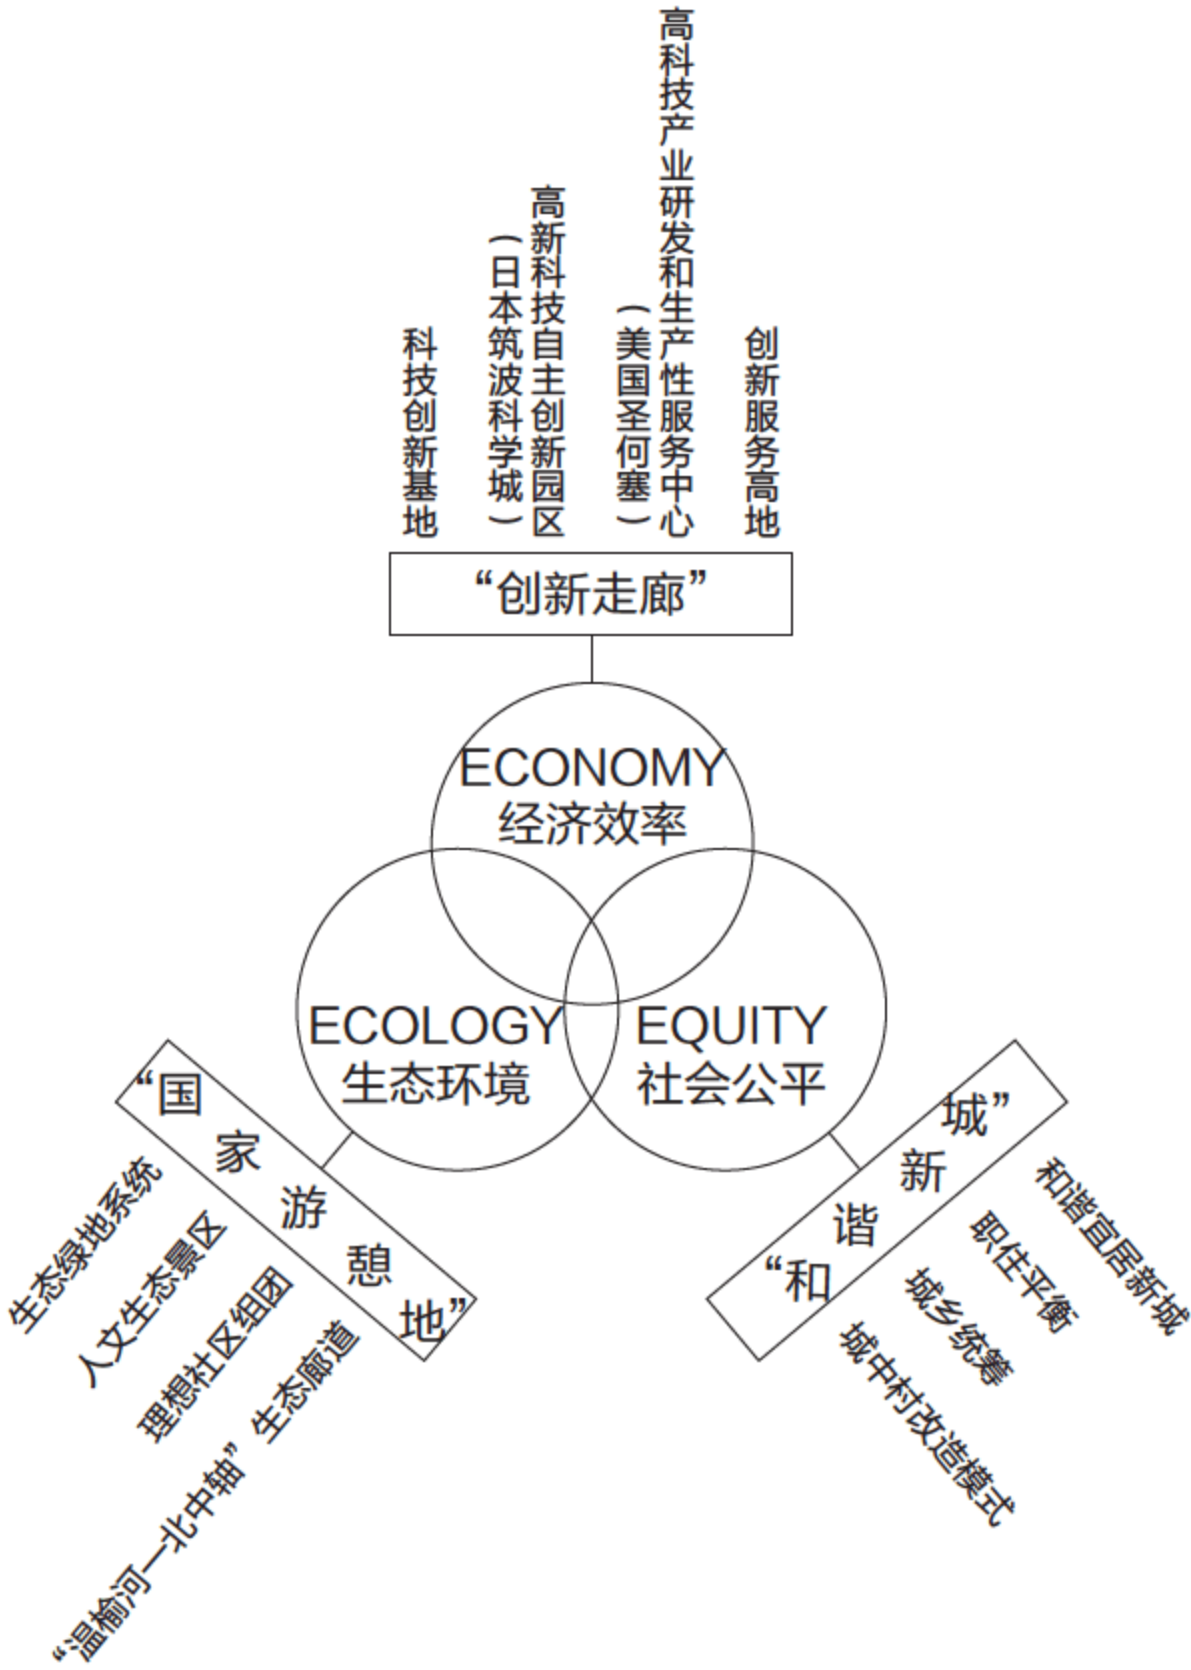 科技创新基地
高新科技自主创新园区
（日本筑波科学城）
高科技产业研发和生产性服务中心
（美国圣何塞）
创新服务高地
“创新走廊”
ECONOMY
经济效率
ECOLOGY
生态环境
EQUITY
社会公平
“国家游憩地”
生态绿地系统
人文生态景区
理想社区组团
“温榆河—北中轴”生态廊道
“和谐新城”
和谐宜居新城
职住平衡
城乡统筹
城中村改造模式